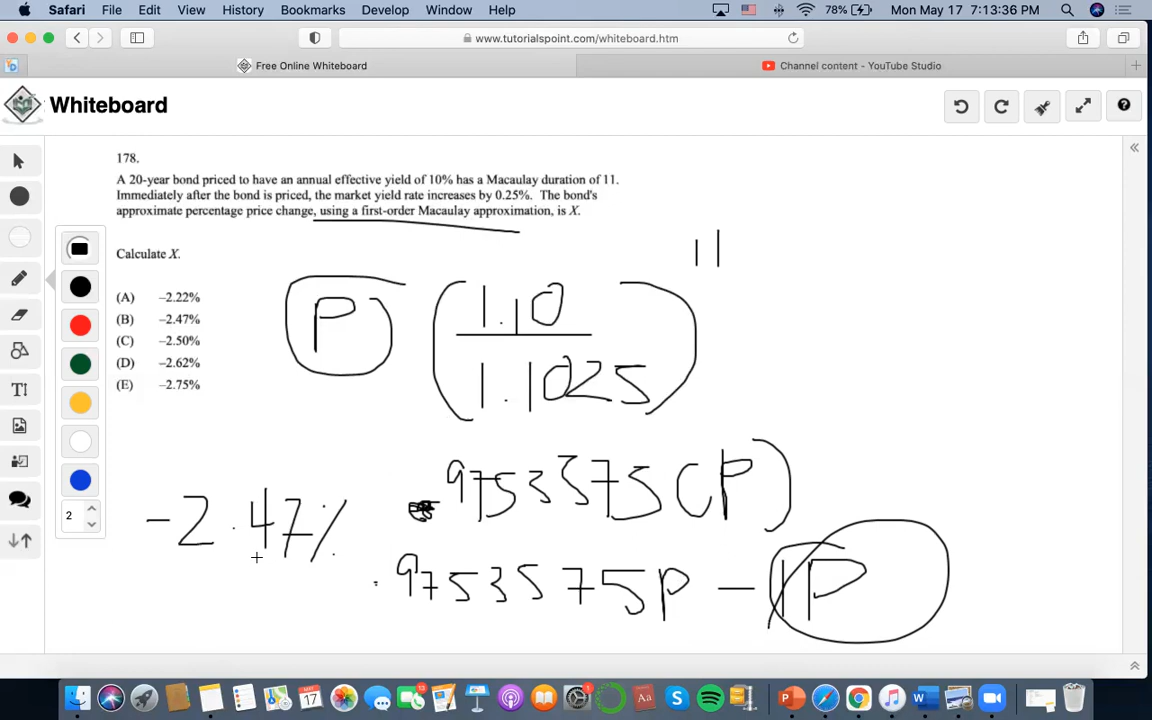 Safari File Edit View History Bookmarks Develop Window Help 78% Mon May 17 7:13:36 PM
www.tutorialspoint.com/whiteboard.htm
Free Online Whiteboard Channel content - YouTube Studio
Whiteboard
178.
A 20-year bond priced to have an annual effective yield of 10% has a Macaulay duration of 11.
Immediately after the bond is priced, the market yield rate increases by 0.25%. The bond's
approximate percentage price change, using a first-order Macaulay approximation, is X.
Calculate X.
(A) –2.22%
(B) –2.47%
(C) –2.50%
(D) –2.62%
(E) –2.75%
11
P ( 1.10
1.1025 )
.9753575(P)
-2.47%
.9753575P - 1P
2